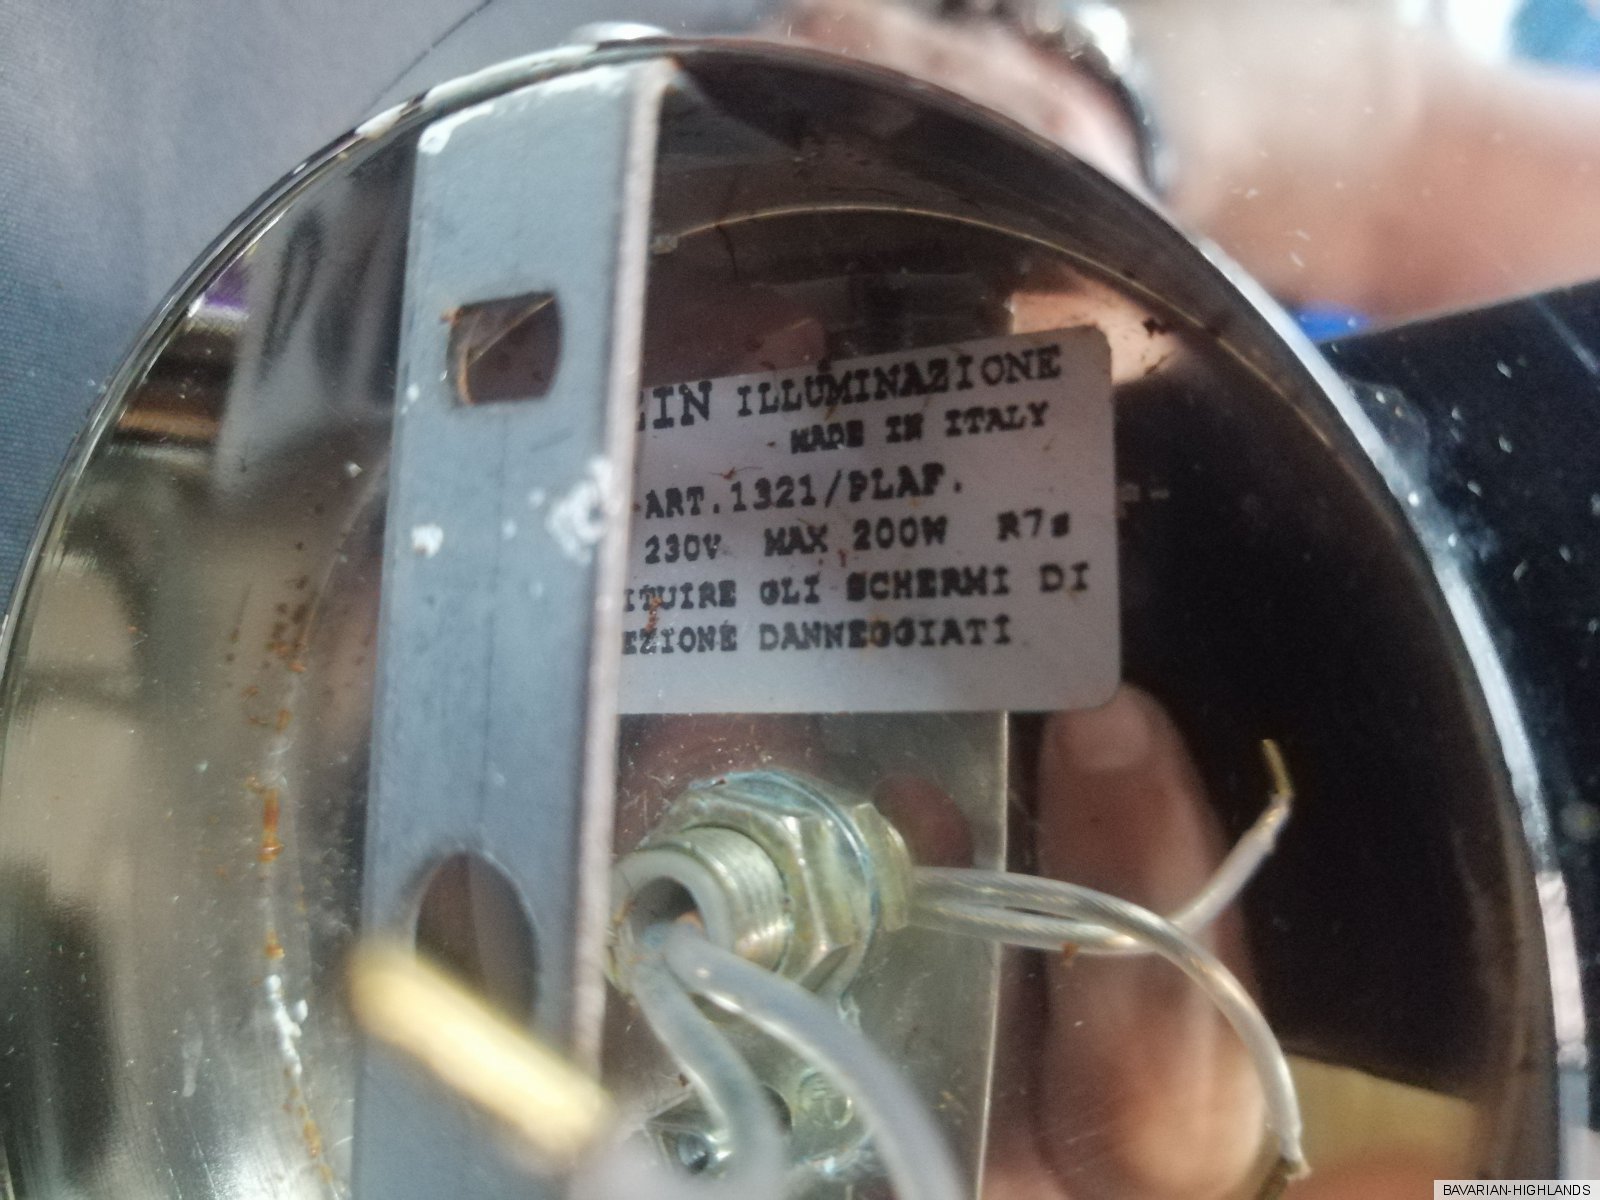 EIN ILLUMINAZIONE
MADE IN ITALY
ART.1321/PLAF.
230V MAX 200W R7s
ITUIRE GLI SCHERMI DI
EZIONE DANNEGGIATI
BAVARIAN-HIGHLANDS